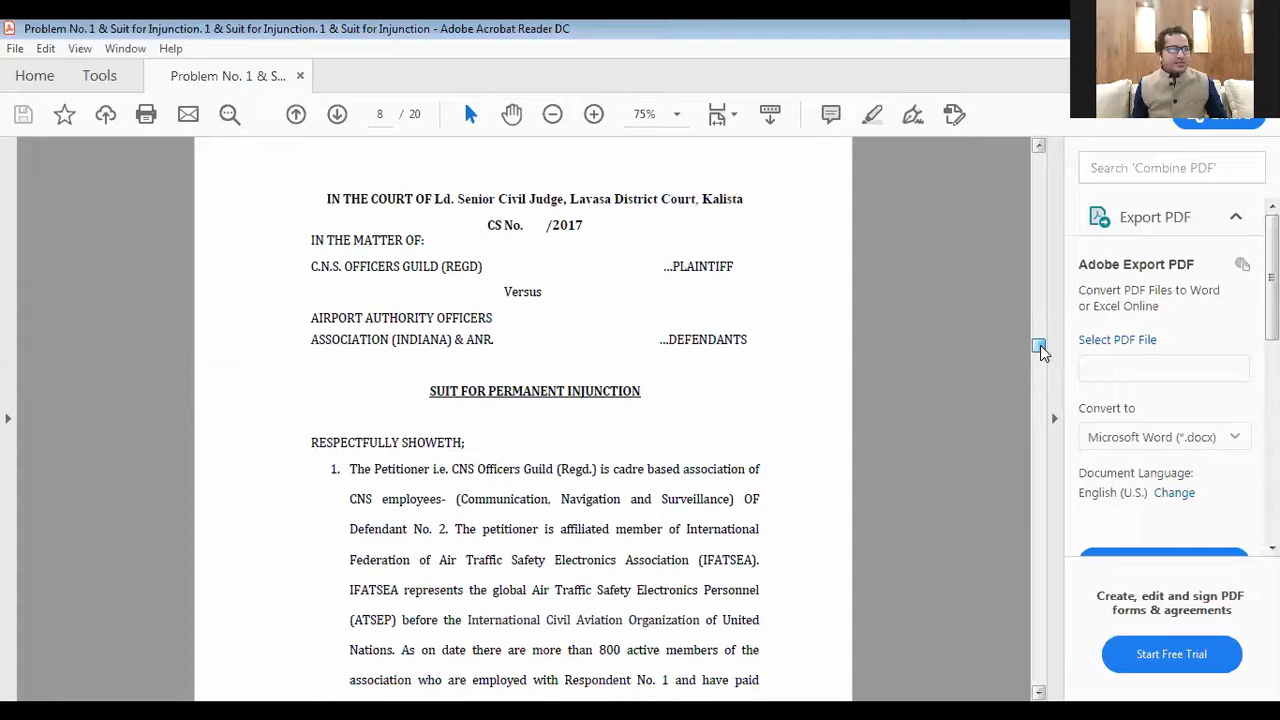 Problem No. 1 & Suit for Injunction. 1 & Suit for Injunction. 1 & Suit for Injunction - Adobe Acrobat Reader DC
File Edit View Window Help
Home Tools Problem No. 1 & S... ×
8 / 20 75%
Search 'Combine PDF'
Export PDF
Adobe Export PDF
Convert PDF Files to Word
or Excel Online
Select PDF File
Convert to
Microsoft Word (*.docx)
Document Language:
English (U.S.) Change
Create, edit and sign PDF
forms & agreements
Start Free Trial
IN THE COURT OF Ld. Senior Civil Judge, Lavasa District Court, Kalista
CS No. /2017
IN THE MATTER OF:
C.N.S. OFFICERS GUILD (REGD) ...PLAINTIFF
Versus
AIRPORT AUTHORITY OFFICERS
ASSOCIATION (INDIANA) & ANR. ...DEFENDANTS
SUIT FOR PERMANENT INJUNCTION
RESPECTFULLY SHOWETH;
1. The Petitioner i.e. CNS Officers Guild (Regd.) is cadre based association of
CNS employees- (Communication, Navigation and Surveillance) OF
Defendant No. 2. The petitioner is affiliated member of International
Federation of Air Traffic Safety Electronics Association (IFATSEA).
IFATSEA represents the global Air Traffic Safety Electronics Personnel
(ATSEP) before the International Civil Aviation Organization of United
Nations. As on date there are more than 800 active members of the
association who are employed with Respondent No. 1 and have paid